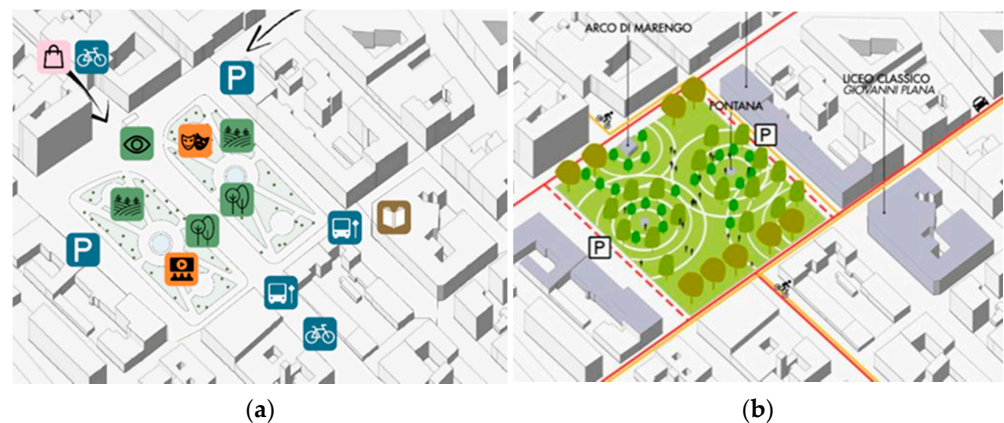 P
P
(a)
ARCO DI MARENGO
FONTANA
LICEO CLASSICO
GIOVANNI PLANA
P
P
(b)